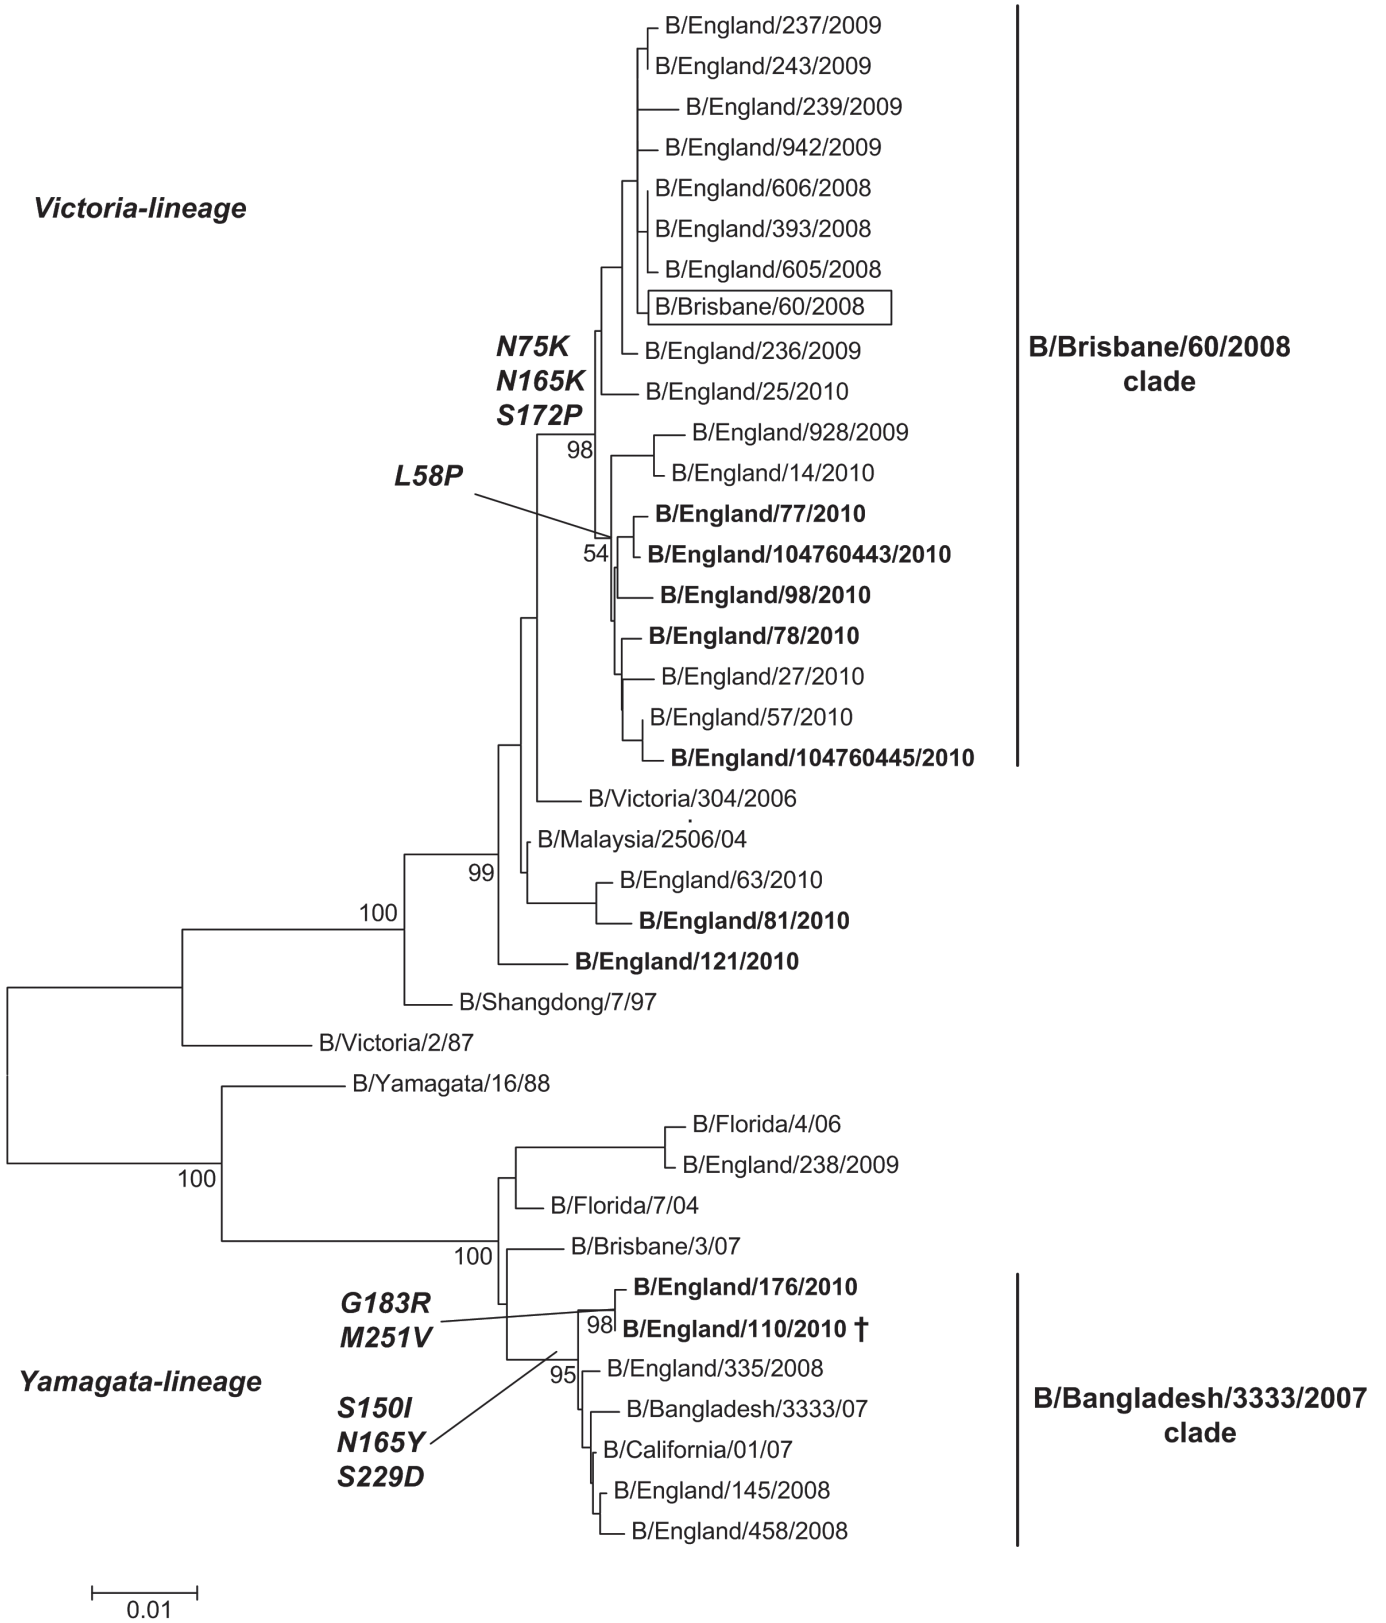 B/England/237/2009
B/England/243/2009
B/England/239/2009
B/England/942/2009
B/England/606/2008
Victoria-lineage
B/England/393/2008
B/England/605/2008
B/Brisbane/60/2008
N75K
N165K
S172P
B/England/236/2009
B/Brisbane/60/2008
clade
B/England/25/2010
B/England/928/2009
98
L58P
B/England/14/2010
B/England/77/2010
54
B/England/104760443/2010
B/England/98/2010
B/England/78/2010
B/England/27/2010
B/England/57/2010
B/England/104760445/2010
B/Victoria/304/2006
B/Malaysia/2506/04
99
B/England/63/2010
100
B/England/81/2010
B/England/121/2010
B/Shangdong/7/97
B/Victoria/2/87
B/Yamagata/16/88
B/Florida/4/06
B/England/238/2009
100
B/Florida/7/04
B/Brisbane/3/07
100
B/England/176/2010
G183R
M251V
98
B/England/110/2010 †
B/England/335/2008
95
Yamagata-lineage
B/Bangladesh/3333/2007
clade
S150I
N165Y
S229D
B/Bangladesh/3333/07
B/California/01/07
B/England/145/2008
B/England/458/2008
0.01